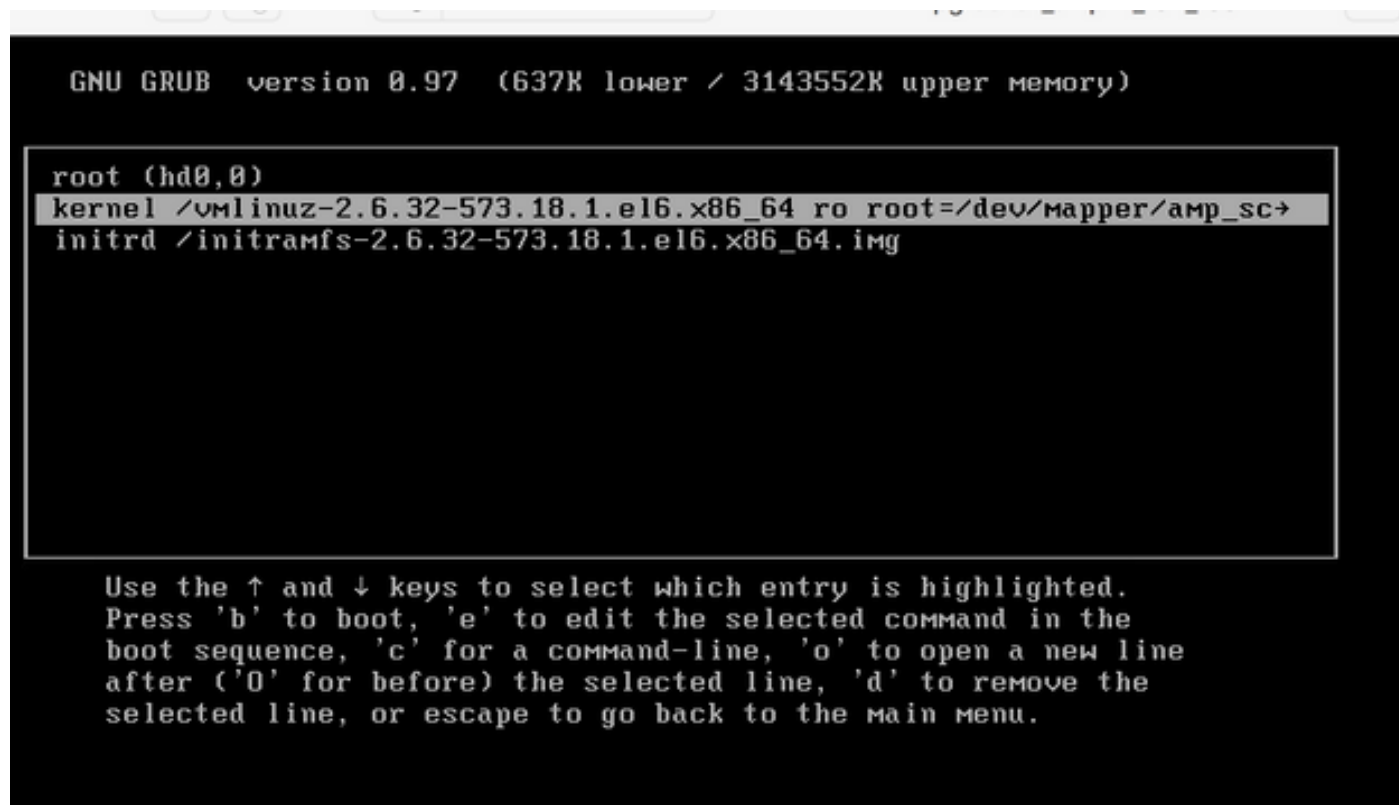 GNU GRUB version 0.97 (637K lower / 3143552K upper memory)
root (hd0,0)
kernel /vmlinuz-2.6.32-573.18.1.el6.x86_64 ro root=/dev/mapper/amp_sc→
initrd /initramfs-2.6.32-573.18.1.el6.x86_64.img
Use the ↑ and ↓ keys to select which entry is highlighted.
Press 'b' to boot, 'e' to edit the selected command in the
boot sequence, 'c' for a command-line, 'o' to open a new line
after ('O' for before) the selected line, 'd' to remove the
selected line, or escape to go back to the main menu.